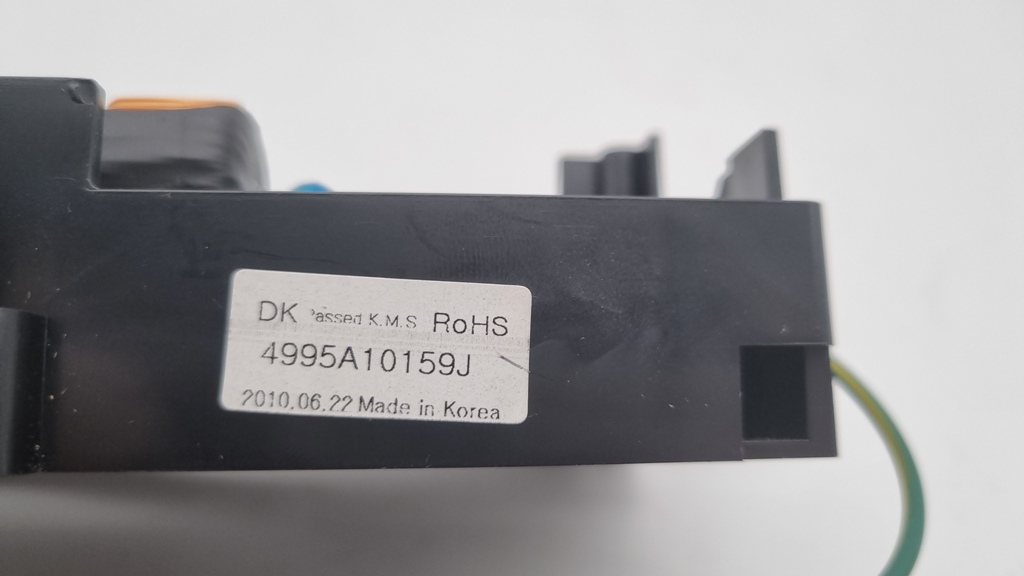 DK Passed K.M.S RoHS
4995A10159J
2010.06.22 Made in Korea